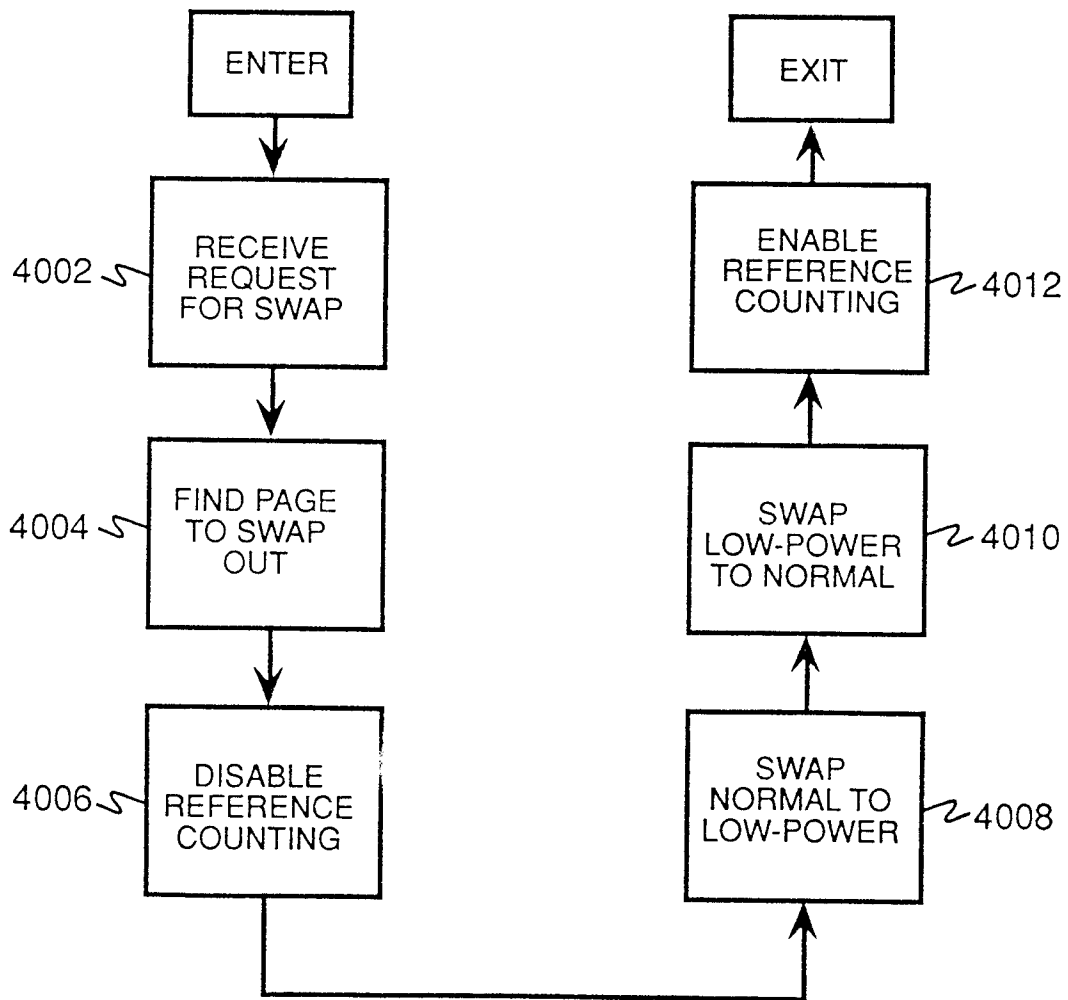 ENTER
4002
RECEIVE
REQUEST
FOR SWAP
4004
FIND PAGE
TO SWAP
OUT
4006
DISABLE
REFERENCE
COUNTING
SWAP
NORMAL TO
LOW-POWER
4008
SWAP
LOW-POWER
TO NORMAL
4010
ENABLE
REFERENCE
COUNTING
4012
EXIT